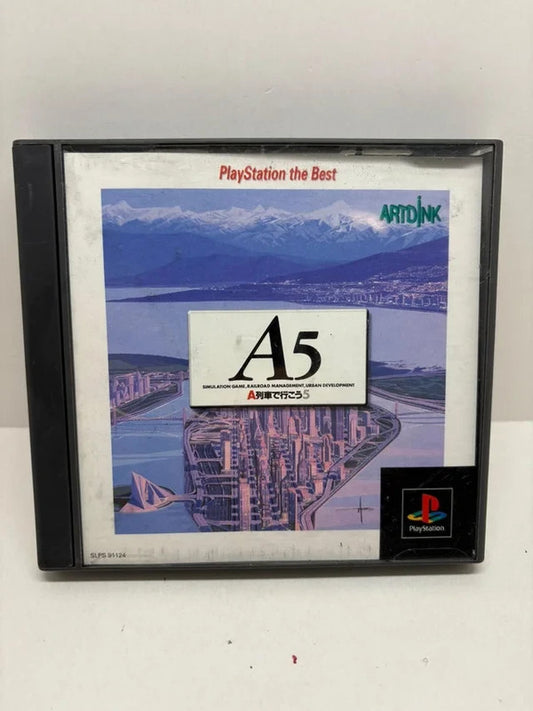 PlayStation the Best
ARTDINK
A5
SIMULATION GAME, RAILROAD MANAGEMENT, URBAN DEVELOPMENT
A列車で行こう5
PlayStation
SLPS 91124